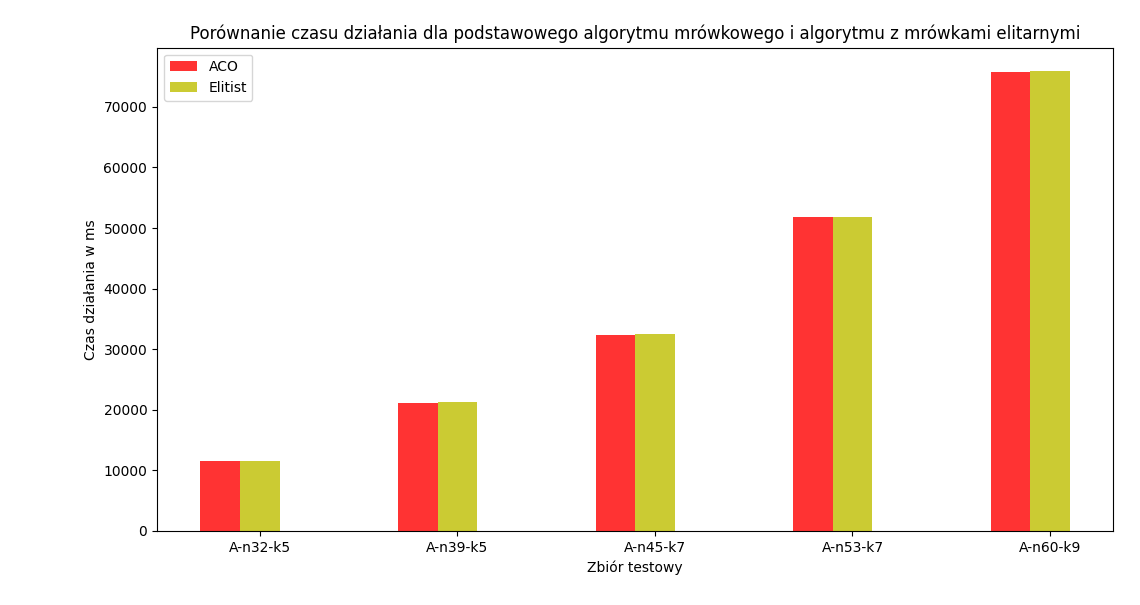 Porównanie czasu działania dla podstawowego algorytmu mrówkowego i algorytmu z mrówkami elitarnymi
ACO
Elitist
70000
60000
50000
40000
30000
20000
10000
0
Czas działania w ms
A-n32-k5
A-n39-k5
A-n45-k7
A-n53-k7
A-n60-k9
Zbiór testowy